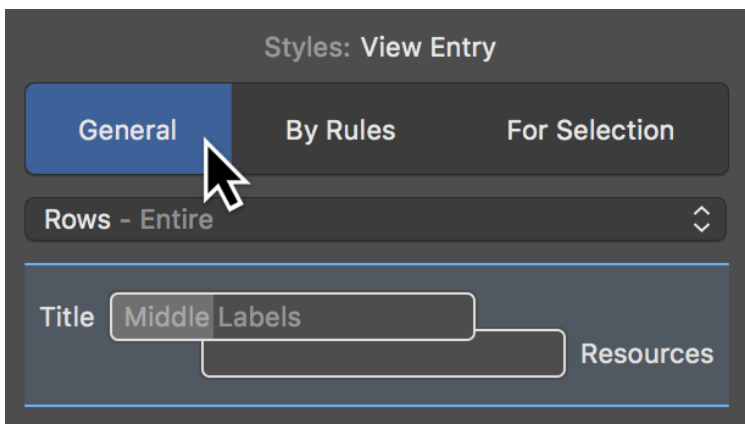 Styles: View Entry
General By Rules For Selection
Rows - Entire
Title Middle Labels
Resources